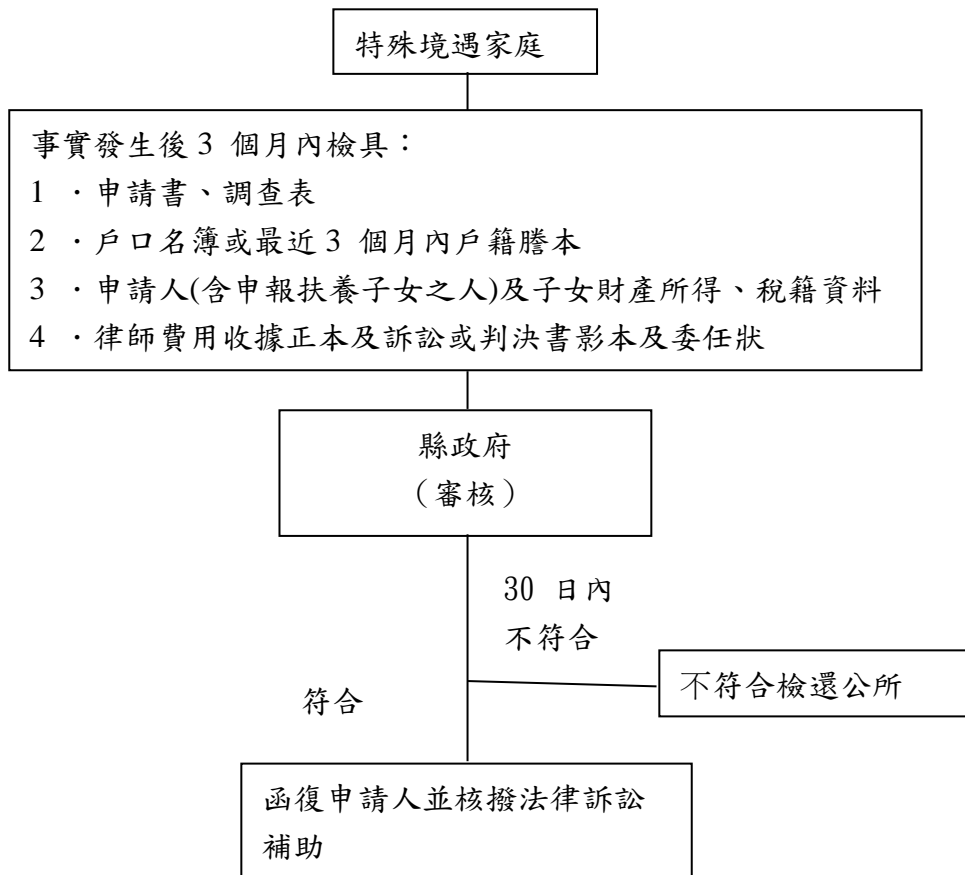 特殊境遇家庭
事實發生後 3 個月內檢具：
1 ．申請書、調查表
2 ．戶口名簿或最近 3 個月內戶籍謄本
3 ．申請人(含申報扶養子女之人)及子女財產所得、稅籍資料
4 ．律師費用收據正本及訴訟或判決書影本及委任狀
縣政府
（審核）
30 日內
不符合
不符合檢還公所
符合
函復申請人並核撥法律訴訟
補助